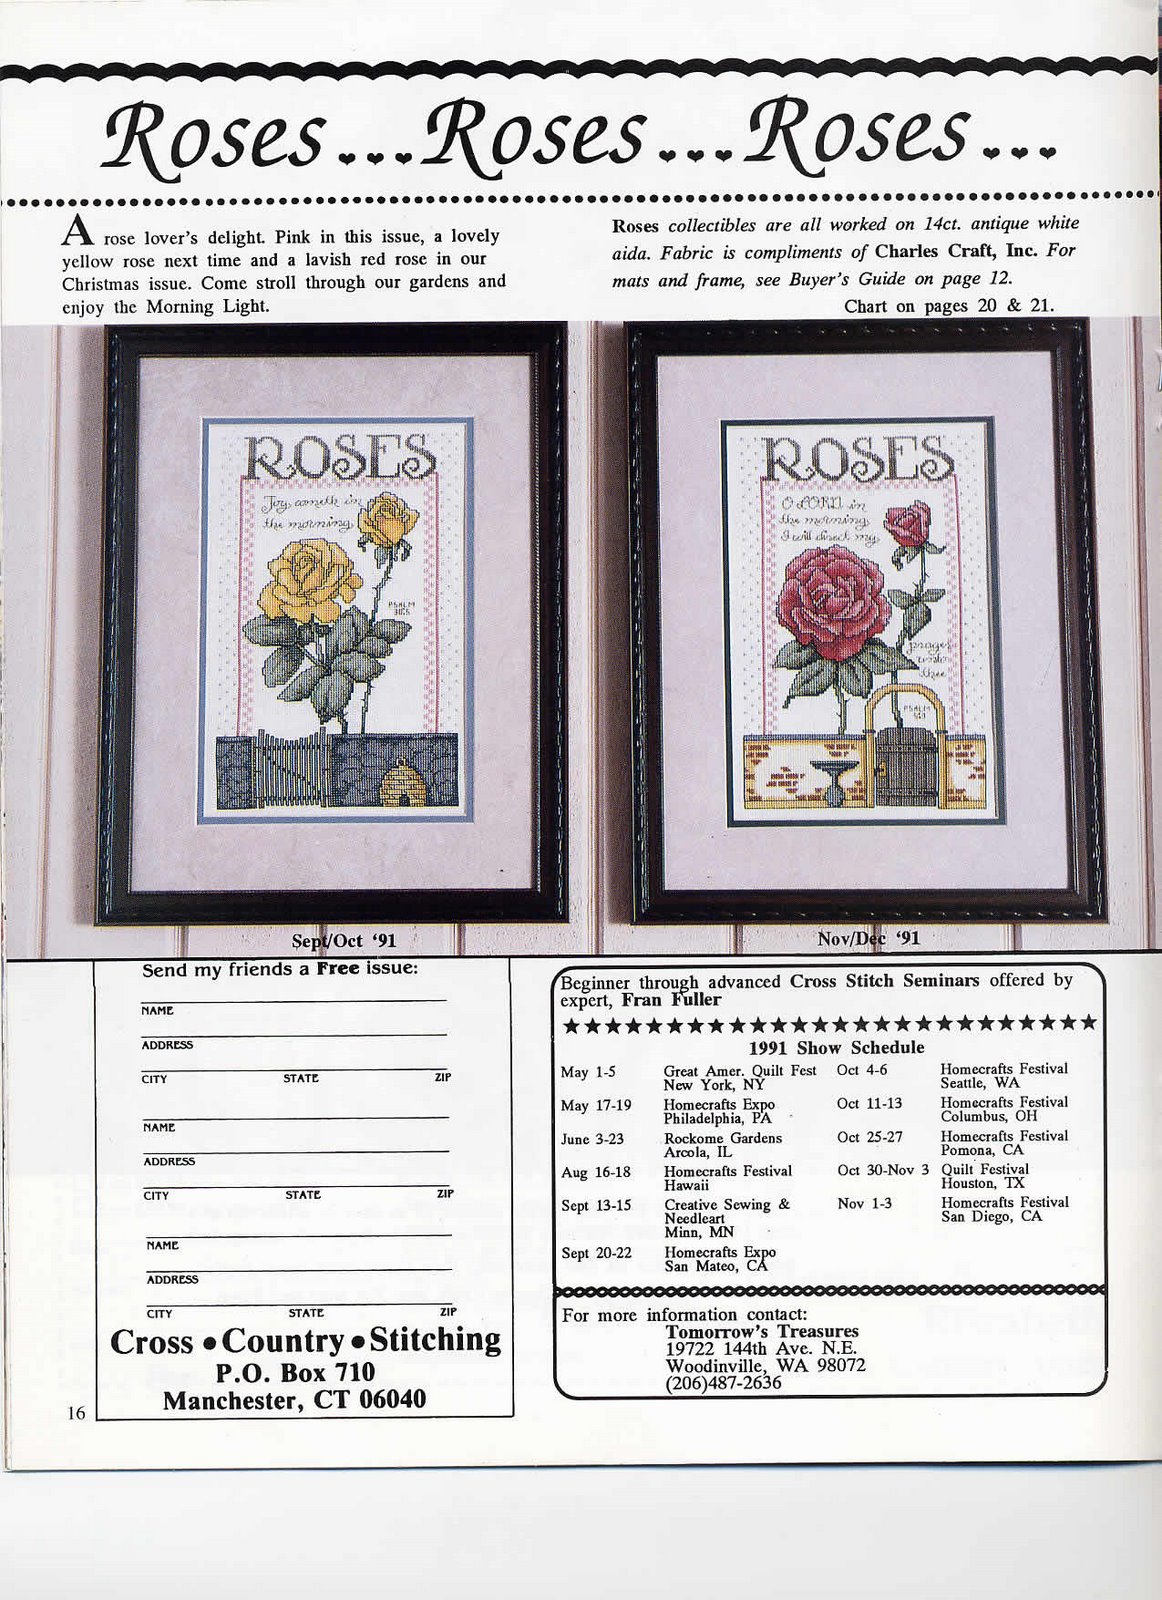 Roses...Roses...Roses...
A rose lover's delight. Pink in this issue, a lovely
yellow rose next time and a lavish red rose in our
Christmas issue. Come stroll through our gardens and
enjoy the Morning Light.
Roses collectibles are all worked on 14ct. antique white
aida. Fabric is compliments of Charles Craft, Inc. For
mats and frame, see Buyer's Guide on page 12.
Chart on pages 20 & 21.
ROSES
Joy cometh in
the morning
PSALM
30:5
ROSES
O LORD in
the morning,
I will direct my
prayer
unto
thee
PSALM
5:3
Sept/Oct '91
Nov/Dec '91
Send my friends a Free issue:
NAME
ADDRESS
CITY STATE ZIP
NAME
ADDRESS
CITY STATE ZIP
NAME
ADDRESS
CITY STATE ZIP
Cross • Country • Stitching
P.O. Box 710
Manchester, CT 06040
16
Beginner through advanced Cross Stitch Seminars offered by
expert, Fran Fuller
★★★★★★★★★★★★★★★★★★★★★★★★★★
1991 Show Schedule
May 1-5 Great Amer. Quilt Fest
New York, NY
May 17-19 Homecrafts Expo
Philadelphia, PA
June 3-23 Rockome Gardens
Arcola, IL
Aug 16-18 Homecrafts Festival
Hawaii
Sept 13-15 Creative Sewing &
Needleart
Minn, MN
Sept 20-22 Homecrafts Expo
San Mateo, CA
Oct 4-6 Homecrafts Festival
Seattle, WA
Oct 11-13 Homecrafts Festival
Columbus, OH
Oct 25-27 Homecrafts Festival
Pomona, CA
Oct 30-Nov 3 Quilt Festival
Houston, TX
Nov 1-3 Homecrafts Festival
San Diego, CA
For more information contact:
Tomorrow's Treasures
19722 144th Ave. N.E.
Woodinville, WA 98072
(206)487-2636